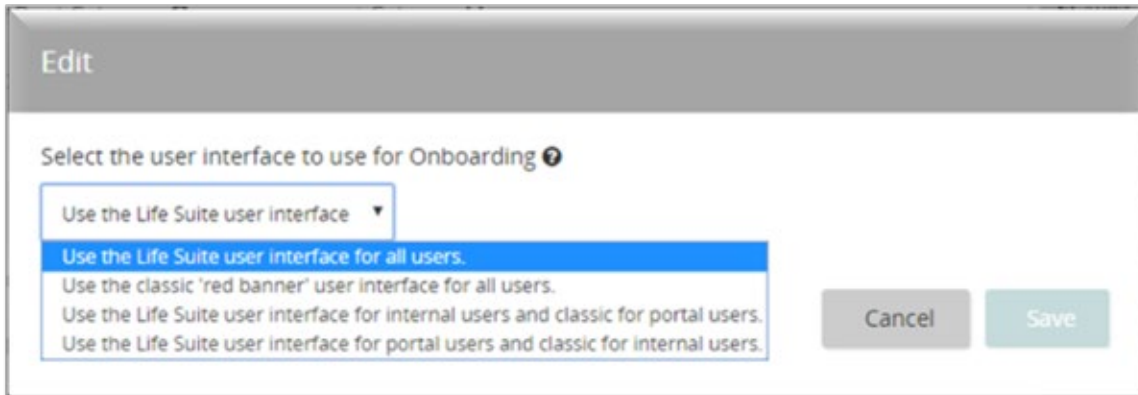 Edit
Select the user interface to use for Onboarding
Use the Life Suite user interface
Use the Life Suite user interface for all users.
Use the classic 'red banner' user interface for all users.
Use the Life Suite user interface for internal users and classic for portal users.
Use the Life Suite user interface for portal users and classic for internal users.
Cancel
Save